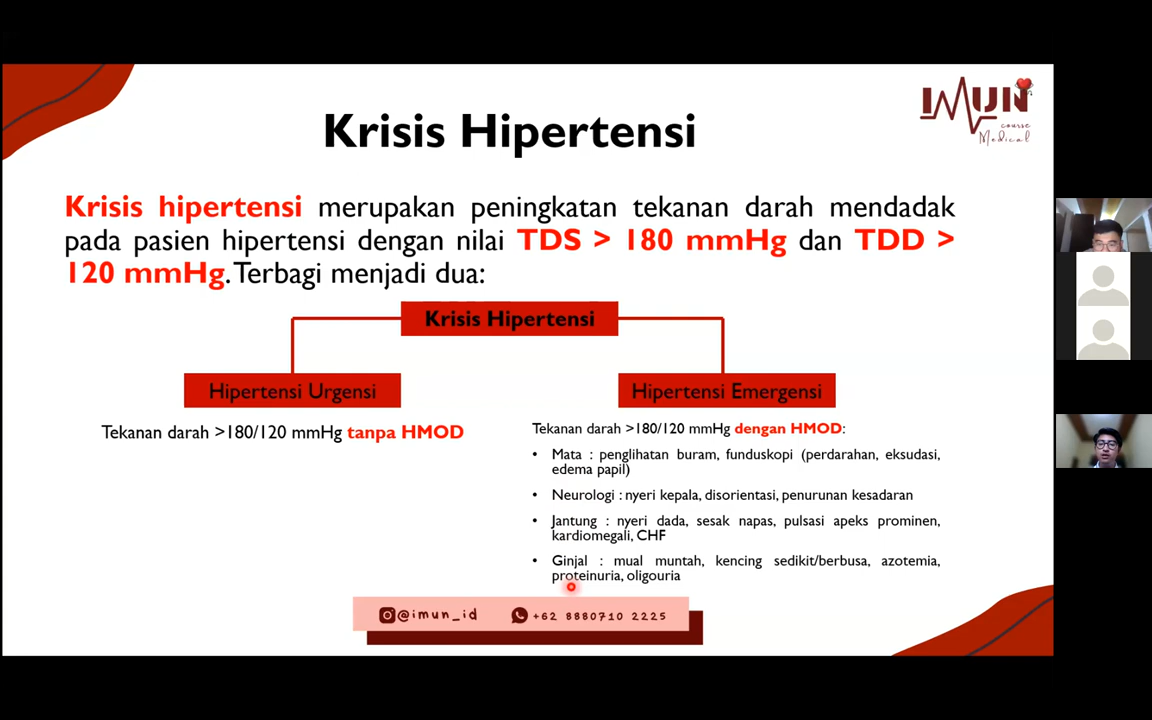 IMUN
course
Medical
Krisis Hipertensi
Krisis hipertensi merupakan peningkatan tekanan darah mendadak
pada pasien hipertensi dengan nilai TDS > 180 mmHg dan TDD >
120 mmHg. Terbagi menjadi dua:
Krisis Hipertensi
Hipertensi Urgensi
Hipertensi Emergensi
Tekanan darah >180/120 mmHg tanpa HMOD
Tekanan darah >180/120 mmHg dengan HMOD:
• Mata : penglihatan buram, funduskopi (perdarahan, eksudasi,
edema papil)
• Neurologi : nyeri kepala, disorientasi, penurunan kesadaran
• Jantung : nyeri dada, sesak napas, pulsasi apeks prominen,
kardiomegali, CHF
• Ginjal : mual muntah, kencing sedikit/berbusa, azotemia,
proteinuria, oligouria
@imun_id +62 8880710 2225